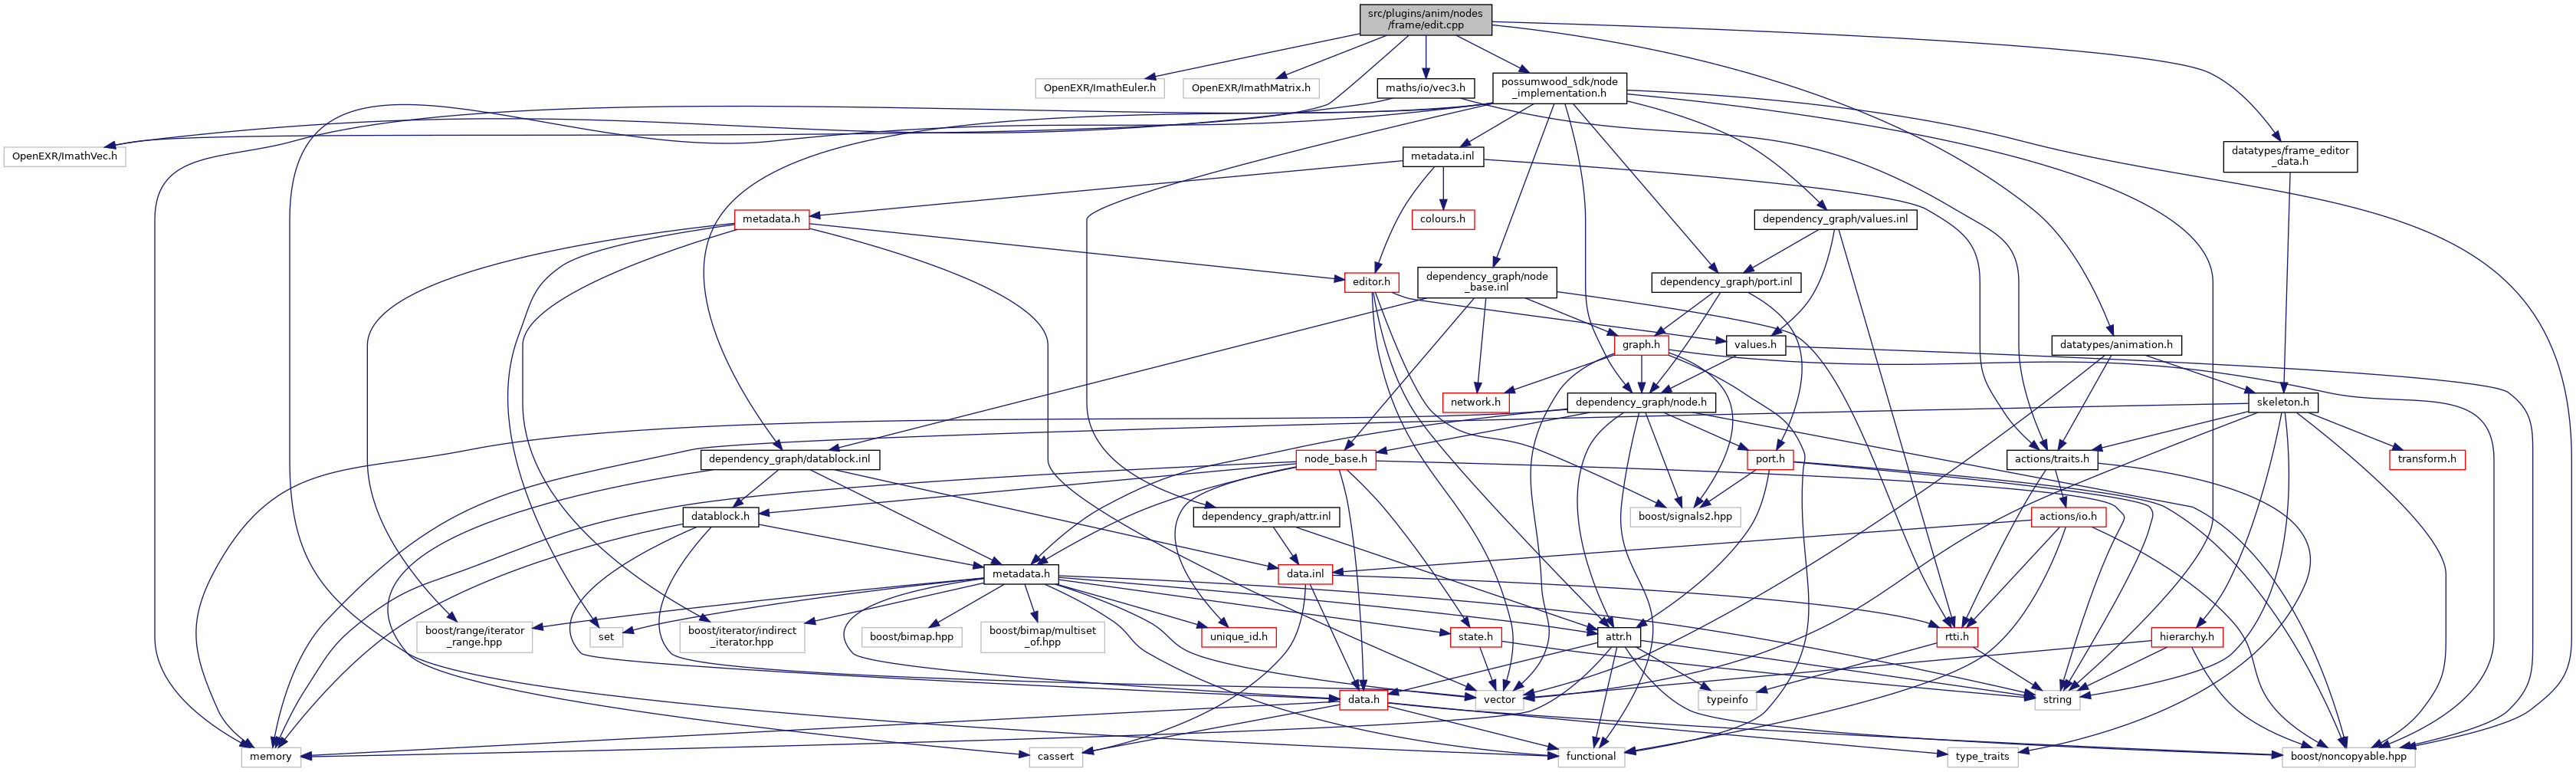 src/plugins/anim/nodes
/frame/edit.cpp
OpenEXR/ImathEuler.h
OpenEXR/ImathMatrix.h
maths/io/vec3.h
possumwood_sdk/node
_implementation.h
OpenEXR/ImathVec.h
metadata.inl
datatypes/frame_editor
_data.h
metadata.h
colours.h
dependency_graph/values.inl
editor.h
dependency_graph/node
_base.inl
dependency_graph/port.inl
graph.h
values.h
datatypes/animation.h
network.h
dependency_graph/node.h
skeleton.h
dependency_graph/datablock.inl
node_base.h
port.h
actions/traits.h
transform.h
datablock.h
dependency_graph/attr.inl
boost/signals2.hpp
actions/io.h
metadata.h
data.inl
boost/range/iterator
_range.hpp
set
boost/iterator/indirect
_iterator.hpp
boost/bimap.hpp
boost/bimap/multiset
_of.hpp
unique_id.h
state.h
attr.h
rtti.h
hierarchy.h
data.h
vector
typeinfo
string
memory
cassert
functional
type_traits
boost/noncopyable.hpp